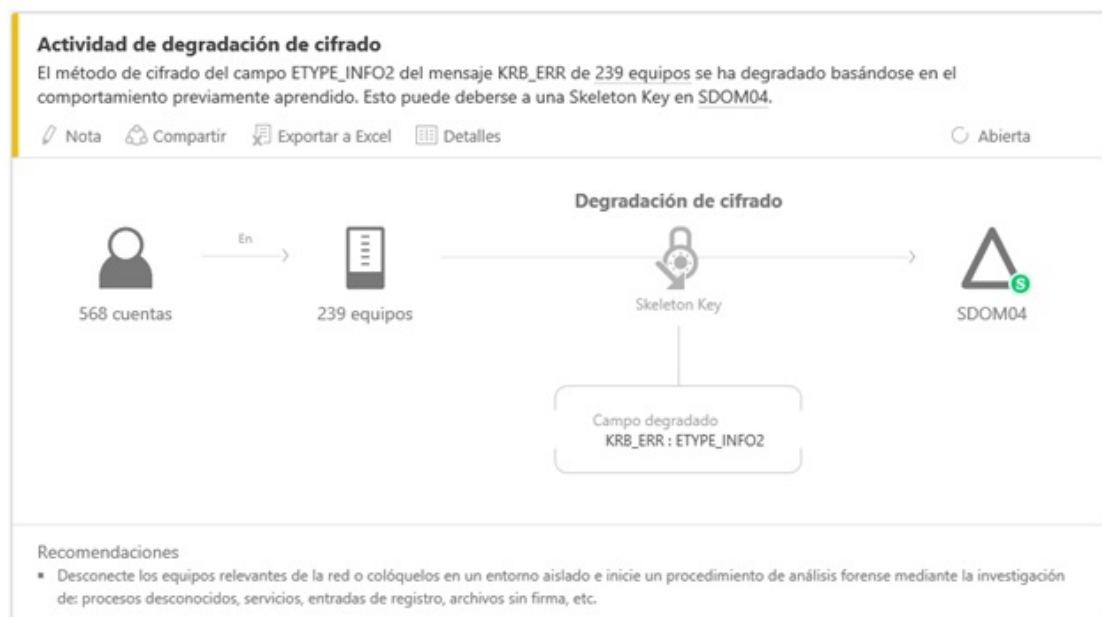 Actividad de degradación de cifrado
El método de cifrado del campo ETYPE_INFO2 del mensaje KRB_ERR de 239 equipos se ha degradado basándose en el
comportamiento previamente aprendido. Esto puede deberse a una Skeleton Key en SDOM04.
Nota Compartir Exportar a Excel Detalles Abierta
Degradación de cifrado
En
568 cuentas 239 equipos Skeleton Key S SDOM04
Campo degradado
KRB_ERR : ETYPE_INFO2
Recomendaciones
▪ Desconecte los equipos relevantes de la red o colóquelos en un entorno aislado e inicie un procedimiento de análisis forense mediante la investigación
de: procesos desconocidos, servicios, entradas de registro, archivos sin firma, etc.